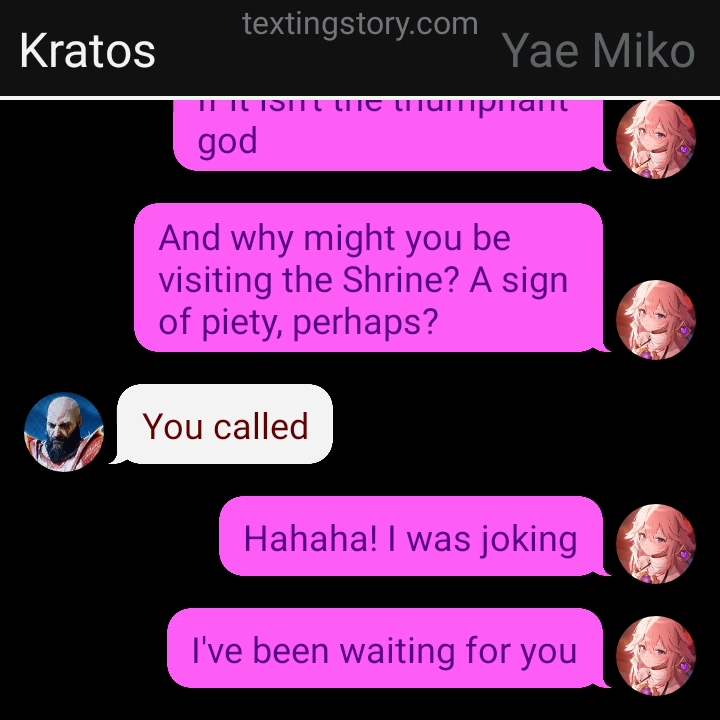 textingstory.com
Kratos
Yae Miko
If it isn't the triumphant
god
And why might you be
visiting the Shrine? A sign
of piety, perhaps?
You called
Hahaha! I was joking
I've been waiting for you